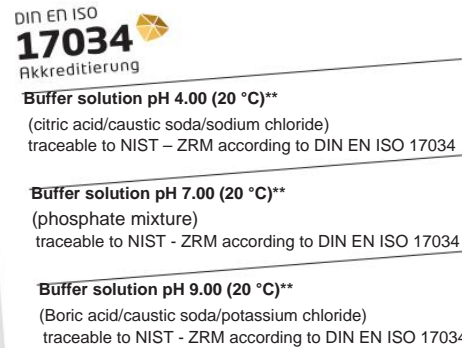 DIN EN ISO
17034
Akkreditierung
Buffer solution pH 4.00 (20 °C)**
(citric acid/caustic soda/sodium chloride)
traceable to NIST – ZRM according to DIN EN ISO 17034
Buffer solution pH 7.00 (20 °C)**
(phosphate mixture)
traceable to NIST - ZRM according to DIN EN ISO 17034
Buffer solution pH 9.00 (20 °C)**
(Boric acid/caustic soda/potassium chloride)
traceable to NIST - ZRM according to DIN EN ISO 17034